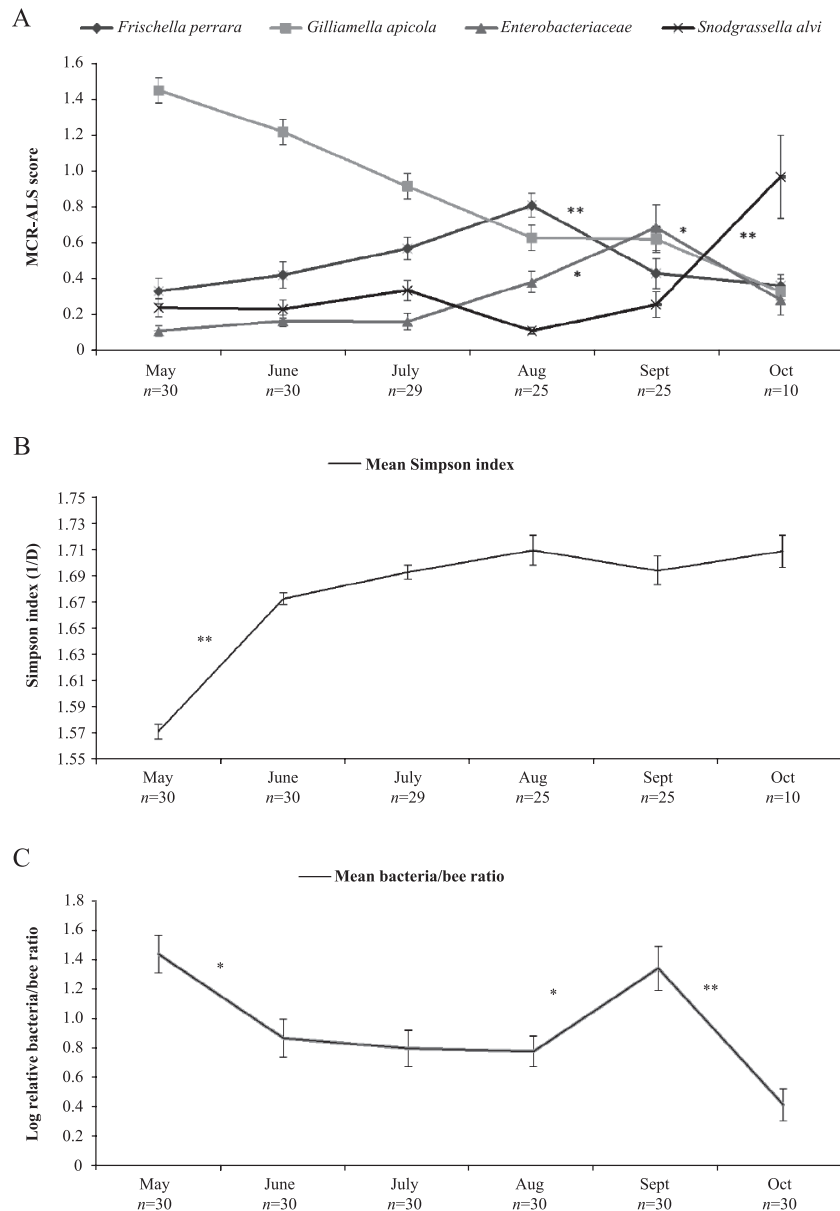 A
Frischella perrara Gilliamella apicola Enterobacteriaceae Snodgrassella alvi
MCR-ALS score
1.6
1.4
1.2
1.0
0.8
0.6
0.4
0.2
0
**
*
*
**
May June July Aug Sept Oct
n=30 n=30 n=29 n=25 n=25 n=10
B
Mean Simpson index
Simpson index (1/D)
1.75
1.73
1.71
1.69
1.67
1.65
1.63
1.61
1.59
1.57
1.55
**
May June July Aug Sept Oct
n=30 n=30 n=29 n=25 n=25 n=10
C
Mean bacteria/bee ratio
Log relative bacteria/bee ratio
1.8
1.6
1.4
1.2
1.0
0.8
0.6
0.4
0.2
0
*
*
**
May June July Aug Sept Oct
n=30 n=30 n=30 n=30 n=30 n=30